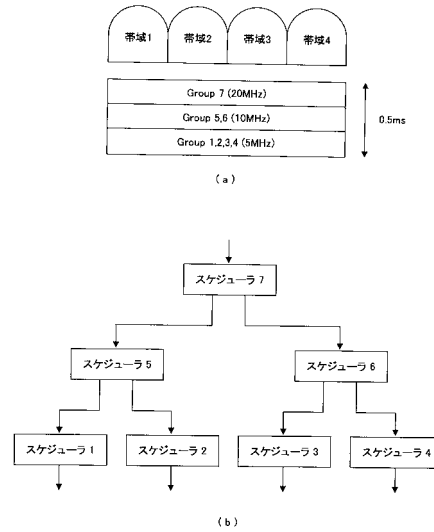 帯域1 帯域2 帯域3 帯域4
Group 7 (20MHz)
Group 5,6 (10MHz)
Group 1,2,3,4 (5MHz)
0.5ms
(a)
スケジューラ 7
スケジューラ 5 スケジューラ 6
スケジューラ 1 スケジューラ 2 スケジューラ 3 スケジューラ 4
(b)